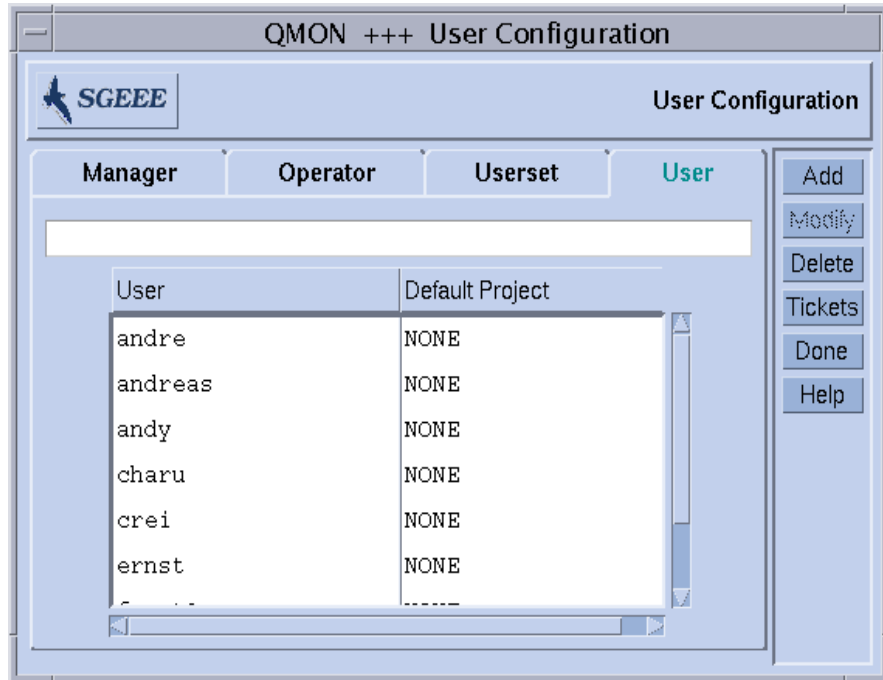 QMON +++ User Configuration
SGEEE
User Configuration
Manager Operator Userset User
Add
Modify
Delete
Tickets
Done
Help
User Default Project
andre NONE
andreas NONE
andy NONE
charu NONE
crei NONE
ernst NONE